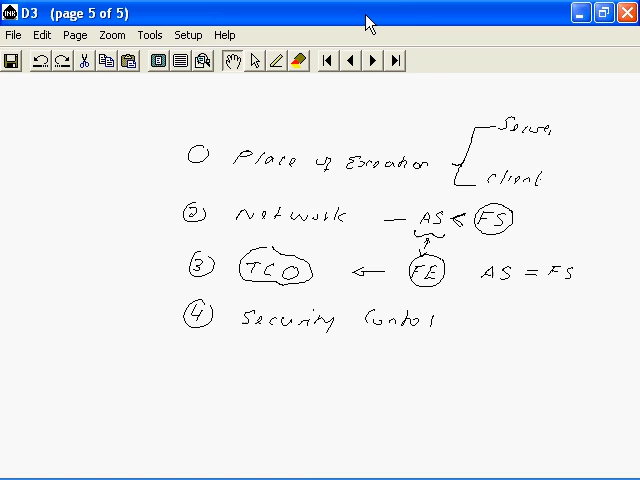 D3 (page 5 of 5)
File Edit Page Zoom Tools Setup Help
Place of Execution
Server
Client
2 Network — AS < FS
3 TCO ← FE AS = FS
4 Security Control